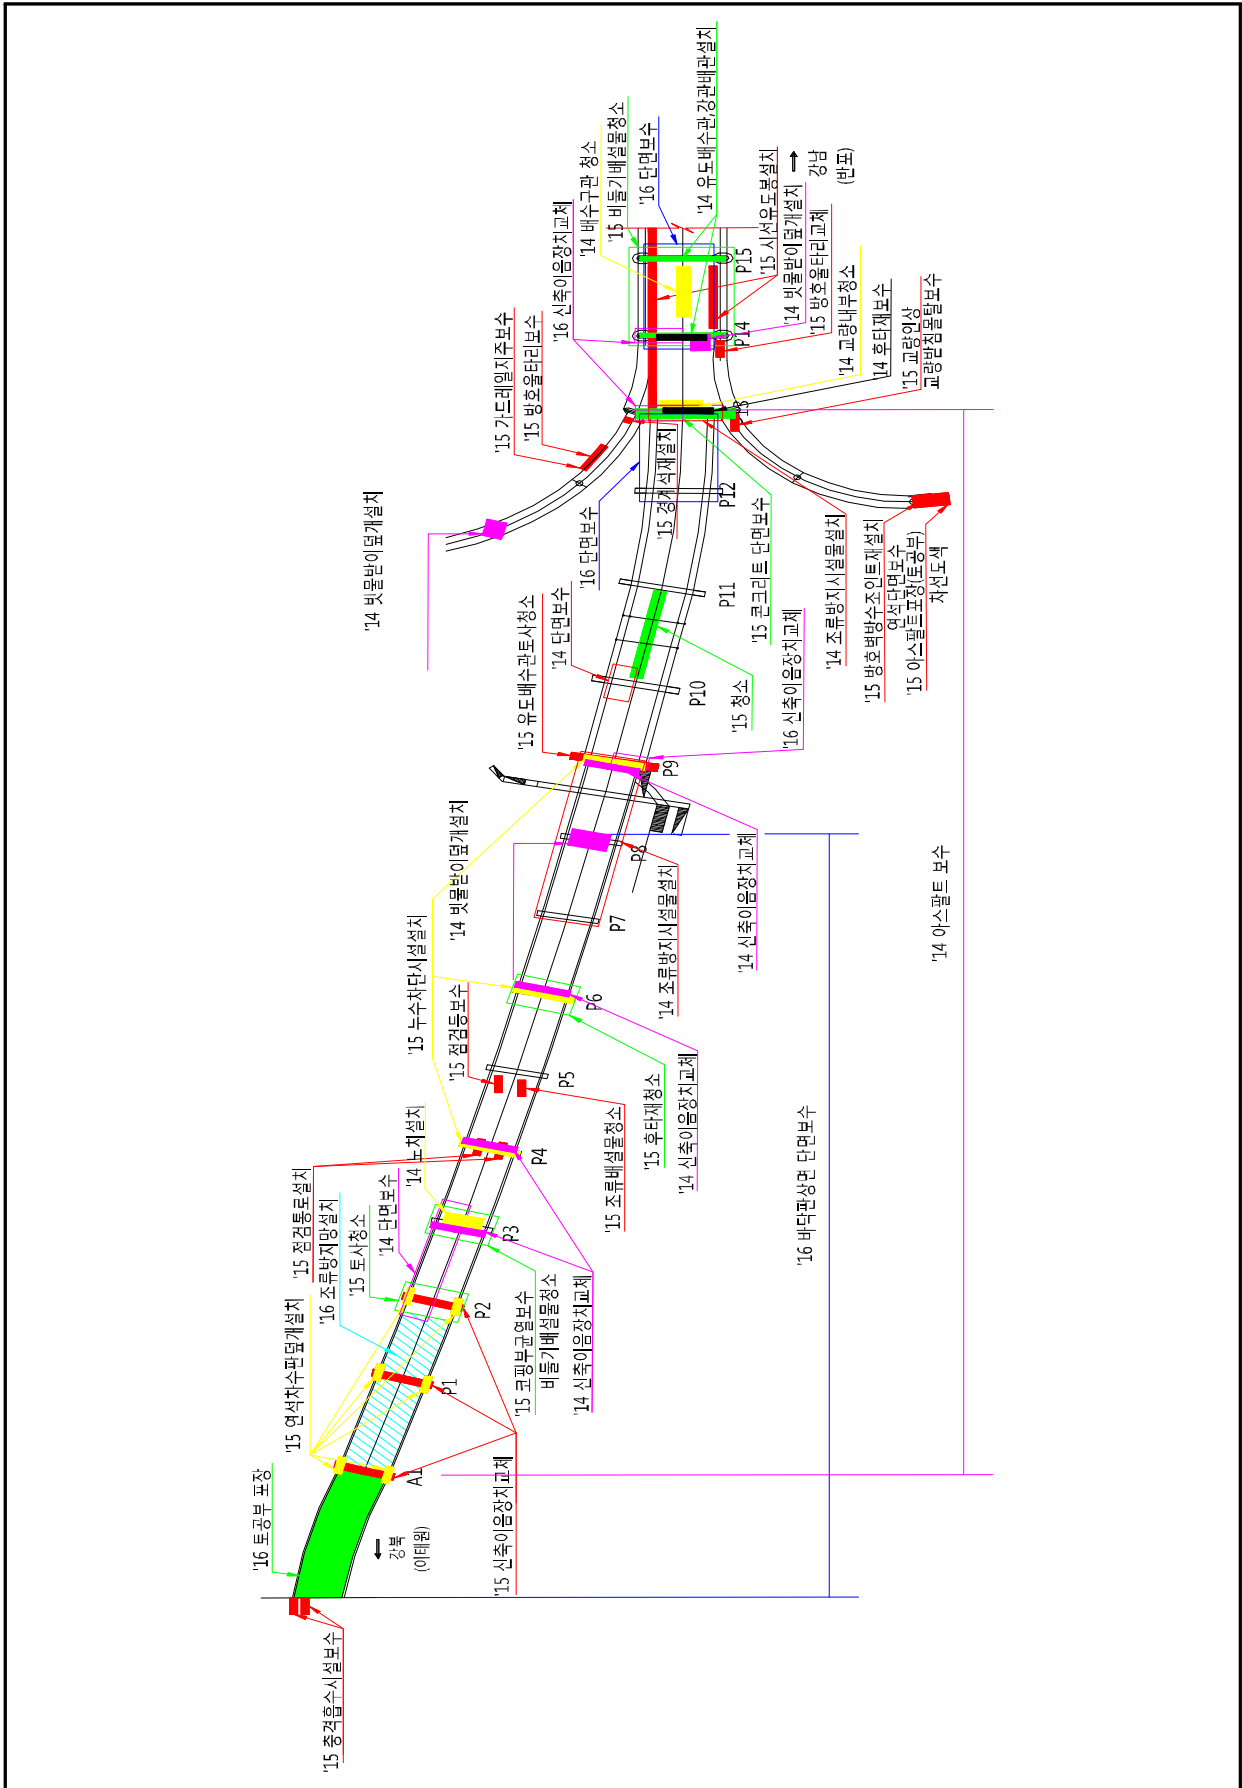 '15 충격흡수시설보수
'16 토공부 포장
'15 연석차수판덮개설치
'15 점검통로설치
'16 조류방지망설치
'15 토사청소
'14 단면보수
'14 노치설치
'15 누수차단시설설치
'15 점검등보수
'14 빗물받이덮개설치
'15 유도배수관토사청소
'14 단면보수
'16 단면보수
'14 빗물받이덮개설치
'15 가드레일지주보수
'15 방호울타리보수
'16 신축이음장치교체
'14 배수구관 청소
'15 비둘기배설물청소
'16 단면보수
'14 유도배수관,강관배관설치
'15 경계석재설치
강북
(이태원)
강남
(반포)
A1
P1
P2
P3
P4
P5
P6
P7
P8
P9
P10
P11
P12
13
P14
P15
'15 신축이음장치교체
'15 코핑부균열보수
비둘기배설물청소
'14 신축이음장치교체
'15 조류배설물청소
'15 후타재청소
'14 신축이음장치교체
'14 조류방지시설물설치
'14 신축이음장치교체
'16 신축이음장치교체
'15 청소
'15 콘크리트 단면보수
'14 조류방지시설물설치
'15 방호벽방수조인트재설치
연석단면보수
'15 아스팔트포장(토공부)
차선도색
'15 시선유도봉설치
'14 빗물받이덮개설치
'15 방호울타리교체
'14 교량내부청소
'14 후타재보수
'15 교량인상
교량받침몰탈보수
'16 바닥판상면 단면보수
'14 아스팔트 보수